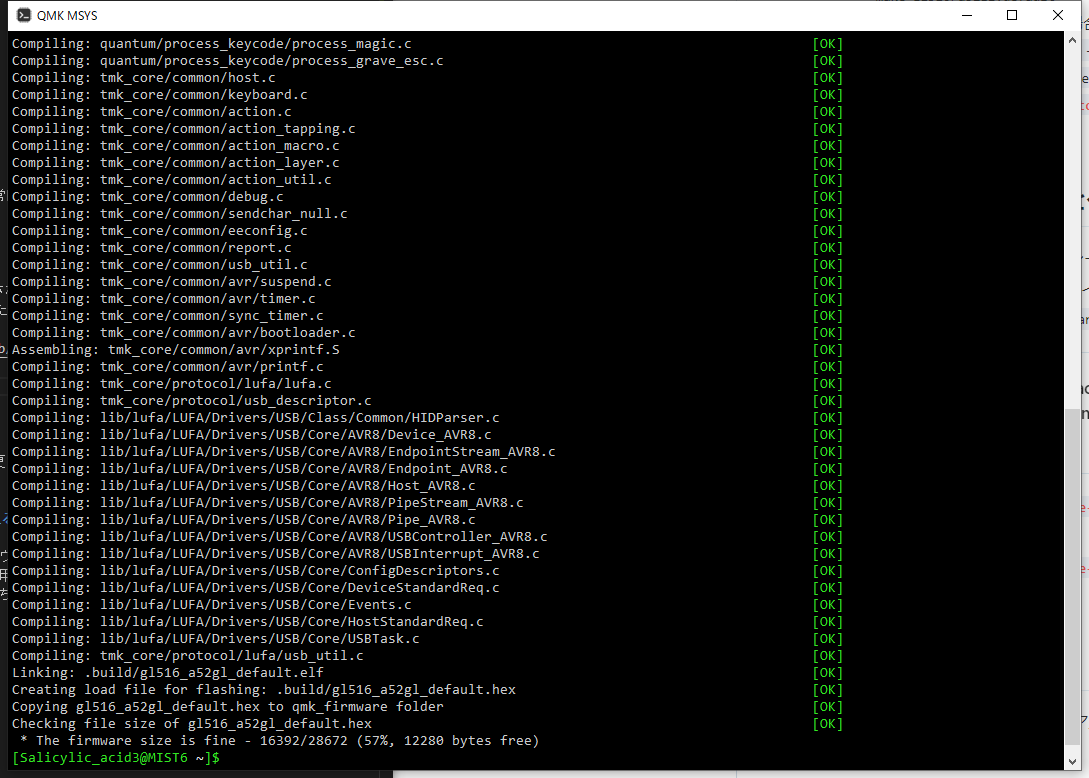 QMK MSYS
Compiling: quantum/process_keycode/process_magic.c [OK]
Compiling: quantum/process_keycode/process_grave_esc.c [OK]
Compiling: tmk_core/common/host.c [OK]
Compiling: tmk_core/common/keyboard.c [OK]
Compiling: tmk_core/common/action.c [OK]
Compiling: tmk_core/common/action_tapping.c [OK]
Compiling: tmk_core/common/action_macro.c [OK]
Compiling: tmk_core/common/action_layer.c [OK]
Compiling: tmk_core/common/action_util.c [OK]
Compiling: tmk_core/common/debug.c [OK]
Compiling: tmk_core/common/sendchar_null.c [OK]
Compiling: tmk_core/common/eeconfig.c [OK]
Compiling: tmk_core/common/report.c [OK]
Compiling: tmk_core/common/usb_util.c [OK]
Compiling: tmk_core/common/avr/suspend.c [OK]
Compiling: tmk_core/common/avr/timer.c [OK]
Compiling: tmk_core/common/sync_timer.c [OK]
Compiling: tmk_core/common/avr/bootloader.c [OK]
Assembling: tmk_core/common/avr/xprintf.S [OK]
Compiling: tmk_core/common/avr/printf.c [OK]
Compiling: tmk_core/protocol/lufa/lufa.c [OK]
Compiling: tmk_core/protocol/usb_descriptor.c [OK]
Compiling: lib/lufa/LUFA/Drivers/USB/Class/Common/HIDParser.c [OK]
Compiling: lib/lufa/LUFA/Drivers/USB/Core/AVR8/Device_AVR8.c [OK]
Compiling: lib/lufa/LUFA/Drivers/USB/Core/AVR8/EndpointStream_AVR8.c [OK]
Compiling: lib/lufa/LUFA/Drivers/USB/Core/AVR8/Endpoint_AVR8.c [OK]
Compiling: lib/lufa/LUFA/Drivers/USB/Core/AVR8/Host_AVR8.c [OK]
Compiling: lib/lufa/LUFA/Drivers/USB/Core/AVR8/PipeStream_AVR8.c [OK]
Compiling: lib/lufa/LUFA/Drivers/USB/Core/AVR8/Pipe_AVR8.c [OK]
Compiling: lib/lufa/LUFA/Drivers/USB/Core/AVR8/USBController_AVR8.c [OK]
Compiling: lib/lufa/LUFA/Drivers/USB/Core/AVR8/USBInterrupt_AVR8.c [OK]
Compiling: lib/lufa/LUFA/Drivers/USB/Core/ConfigDescriptors.c [OK]
Compiling: lib/lufa/LUFA/Drivers/USB/Core/DeviceStandardReq.c [OK]
Compiling: lib/lufa/LUFA/Drivers/USB/Core/Events.c [OK]
Compiling: lib/lufa/LUFA/Drivers/USB/Core/HostStandardReq.c [OK]
Compiling: lib/lufa/LUFA/Drivers/USB/Core/USBTask.c [OK]
Compiling: tmk_core/protocol/lufa/usb_util.c [OK]
Linking: .build/gl516_a52gl_default.elf [OK]
Creating load file for flashing: .build/gl516_a52gl_default.hex [OK]
Copying gl516_a52gl_default.hex to qmk_firmware folder [OK]
Checking file size of gl516_a52gl_default.hex [OK]
 * The firmware size is fine - 16392/28672 (57%, 12280 bytes free)
[Salicylic_acid3@MIST6 ~]$